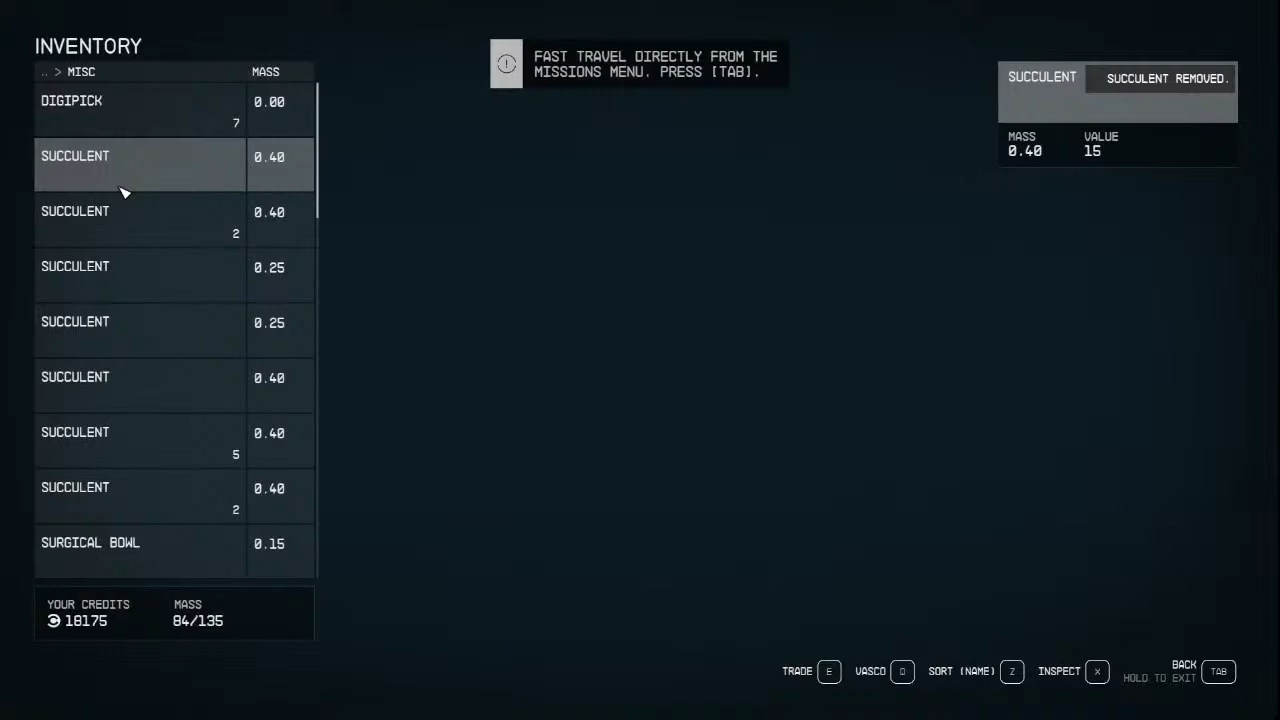 INVENTORY
.. > MISC
MASS
DIGIPICK
0.00
7
SUCCULENT
0.40
SUCCULENT
0.40
2
SUCCULENT
0.25
SUCCULENT
0.25
SUCCULENT
0.40
SUCCULENT
0.40
5
SUCCULENT
0.40
2
SURGICAL BOWL
0.15
YOUR CREDITS
18175
MASS
84/135
FAST TRAVEL DIRECTLY FROM THE
MISSIONS MENU. PRESS [TAB].
SUCCULENT
SUCCULENT REMOVED.
MASS
0.40
VALUE
15
TRADE E
VASCO Q
SORT (NAME) Z
INSPECT X
BACK
HOLD TO EXIT
TAB